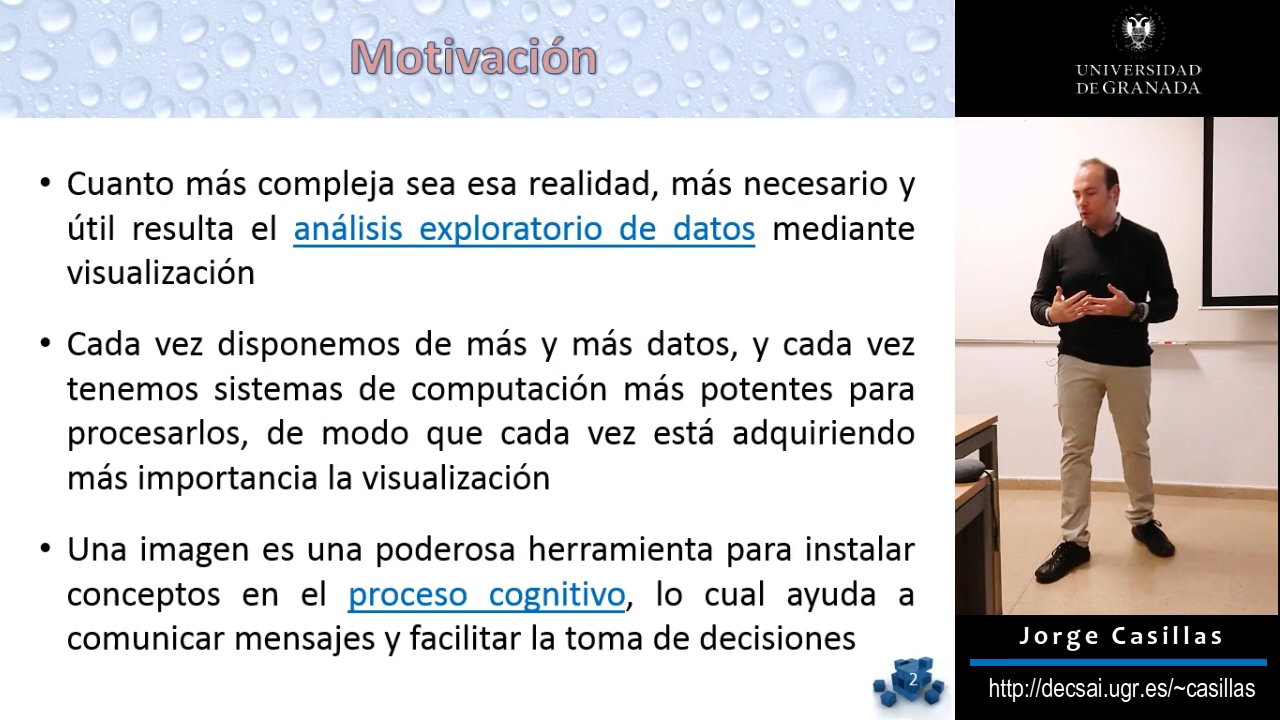 Motivación
• Cuanto más compleja sea esa realidad, más necesario y
útil resulta el análisis exploratorio de datos mediante
visualización
• Cada vez disponemos de más y más datos, y cada vez
tenemos sistemas de computación más potentes para
procesarlos, de modo que cada vez está adquiriendo
más importancia la visualización
• Una imagen es una poderosa herramienta para instalar
conceptos en el proceso cognitivo, lo cual ayuda a
comunicar mensajes y facilitar la toma de decisiones
2
UNIVERSIDAD
DE GRANADA
Jorge Casillas
http://decsai.ugr.es/~casillas